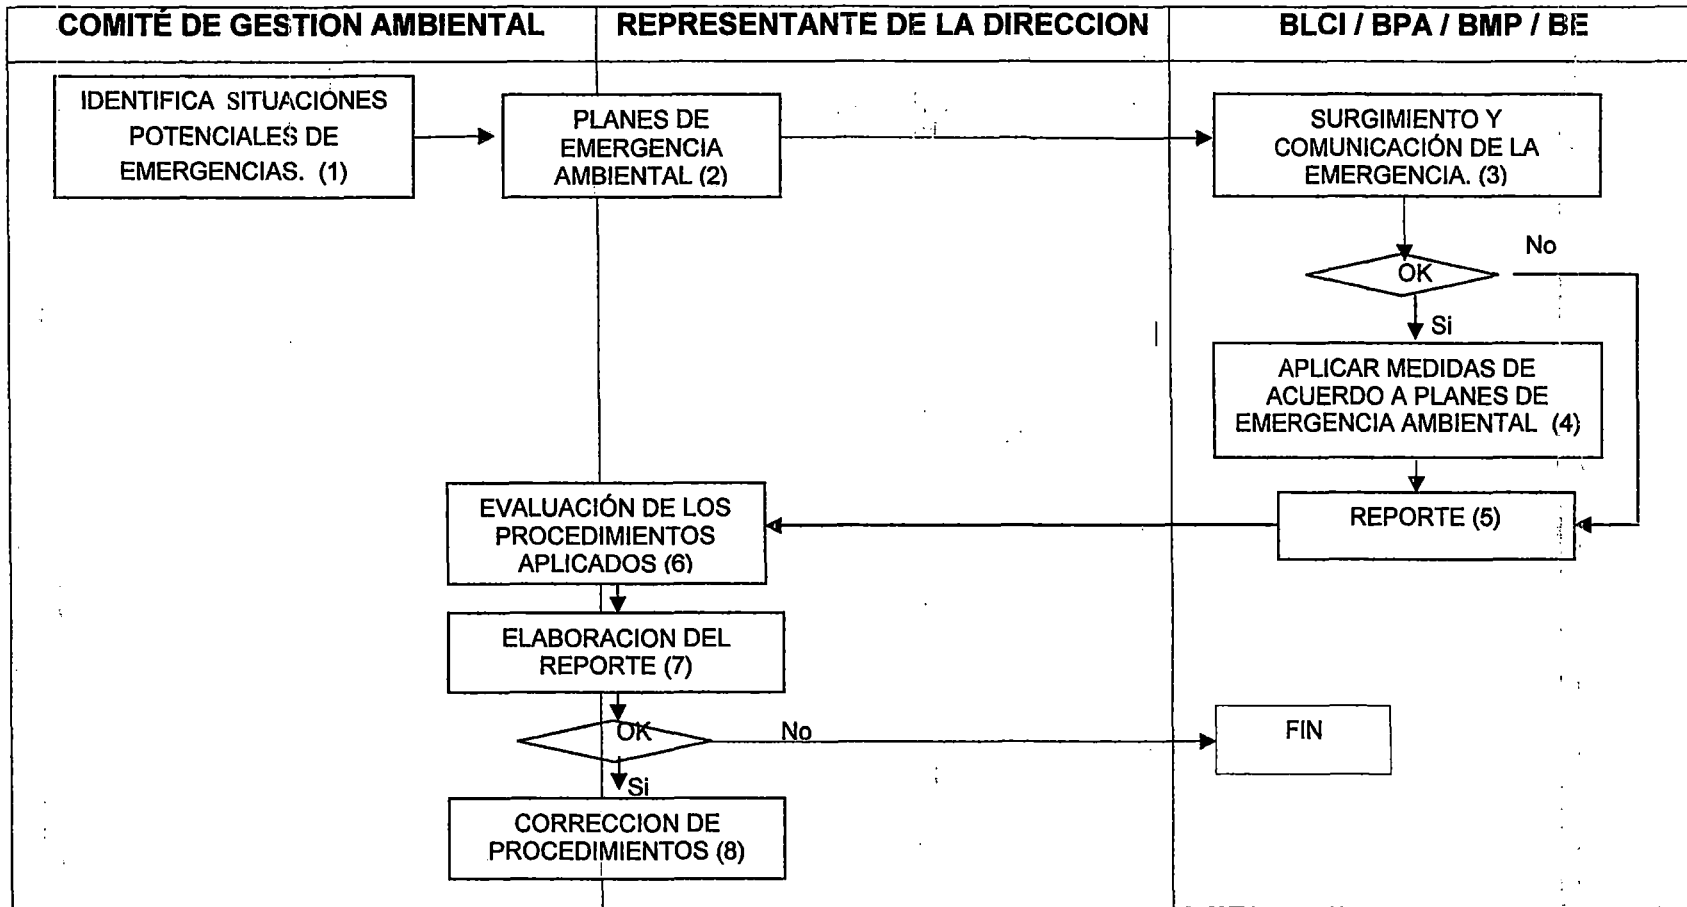 COMITÉ DE GESTION AMBIENTAL
REPRESENTANTE DE LA DIRECCION
BLCI / BPA / BMP / BE
IDENTIFICA SITUACIONES
POTENCIALES DE
EMERGENCIAS. (1)
PLANES DE
EMERGENCIA
AMBIENTAL (2)
SURGIMIENTO Y
COMUNICACIÓN DE LA
EMERGENCIA. (3)
No
OK
Si
APLICAR MEDIDAS DE
ACUERDO A PLANES DE
EMERGENCIA AMBIENTAL (4)
REPORTE (5)
EVALUACIÓN DE LOS
PROCEDIMIENTOS
APLICADOS (6)
ELABORACION DEL
REPORTE (7)
OK
No
FIN
Si
CORRECCION DE
PROCEDIMIENTOS (8)